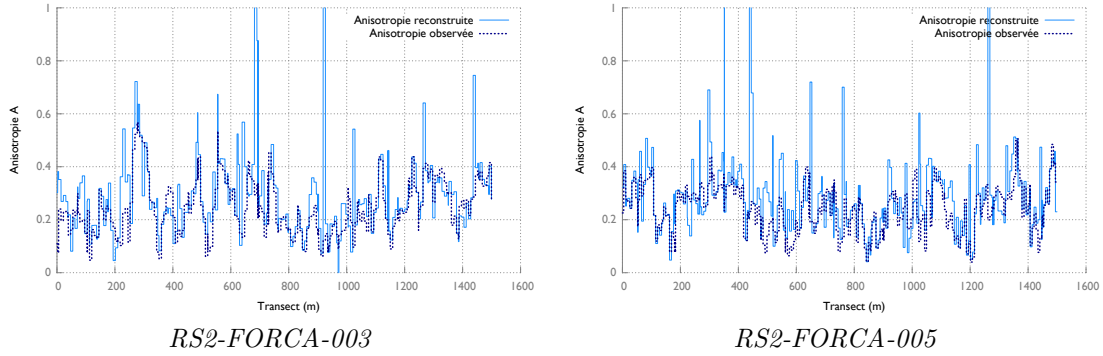 Anisotropie reconstruite
Anisotropie observée
Anisotropie A
1
0.8
0.6
0.4
0.2
0
0 200 400 600 800 1000 1200 1400 1600
Transect (m)
RS2-FORCA-003
Anisotropie reconstruite
Anisotropie observée
Anisotropie A
1
0.8
0.6
0.4
0.2
0
0 200 400 600 800 1000 1200 1400 1600
Transect (m)
RS2-FORCA-005